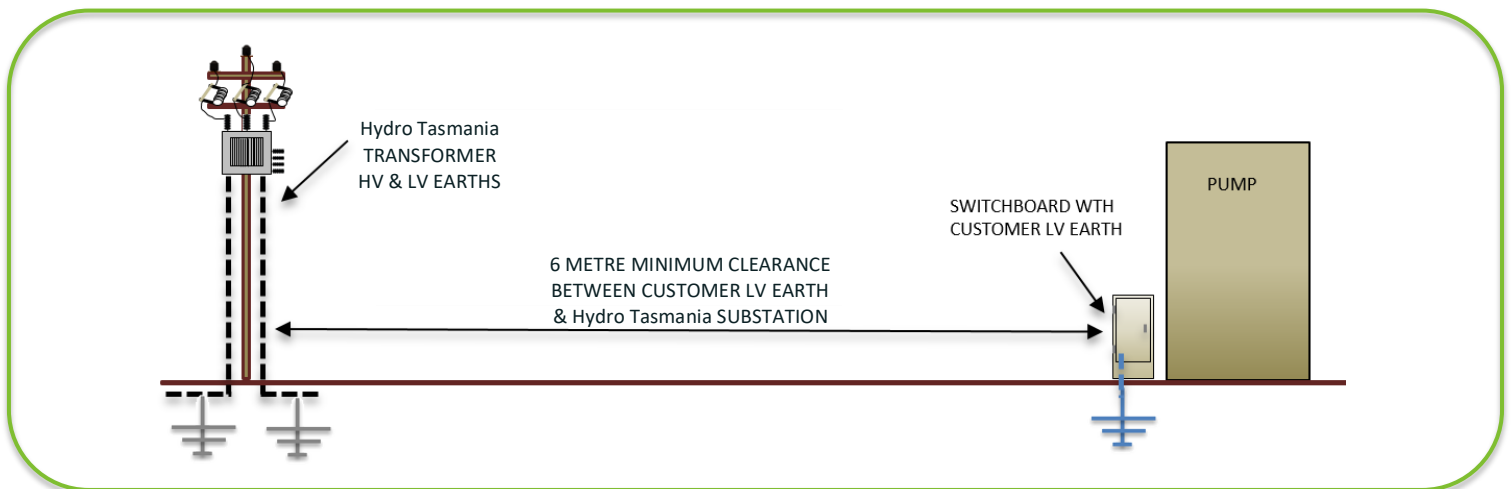 Hydro Tasmania
TRANSFORMER
HV & LV EARTHS
6 METRE MINIMUM CLEARANCE
BETWEEN CUSTOMER LV EARTH
& Hydro Tasmania SUBSTATION
SWITCHBOARD WTH
CUSTOMER LV EARTH
PUMP